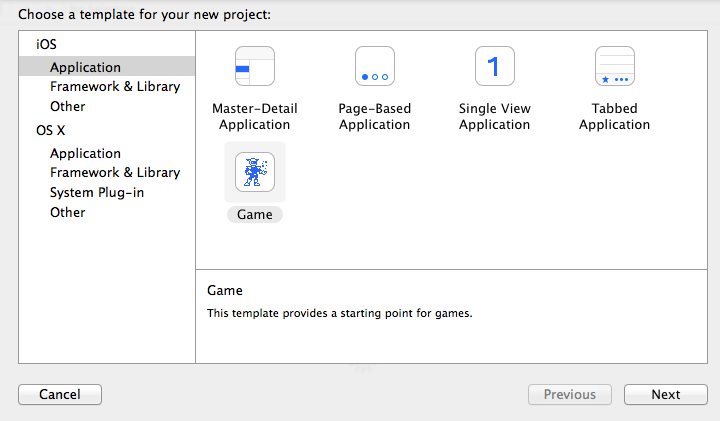 Choose a template for your new project:
iOS
Application
Framework & Library
Other
OS X
Application
Framework & Library
System Plug-in
Other
Master-Detail
Application
Page-Based
Application
1
Single View
Application
Tabbed
Application
Game
Game
This template provides a starting point for games.
Cancel
Previous
Next